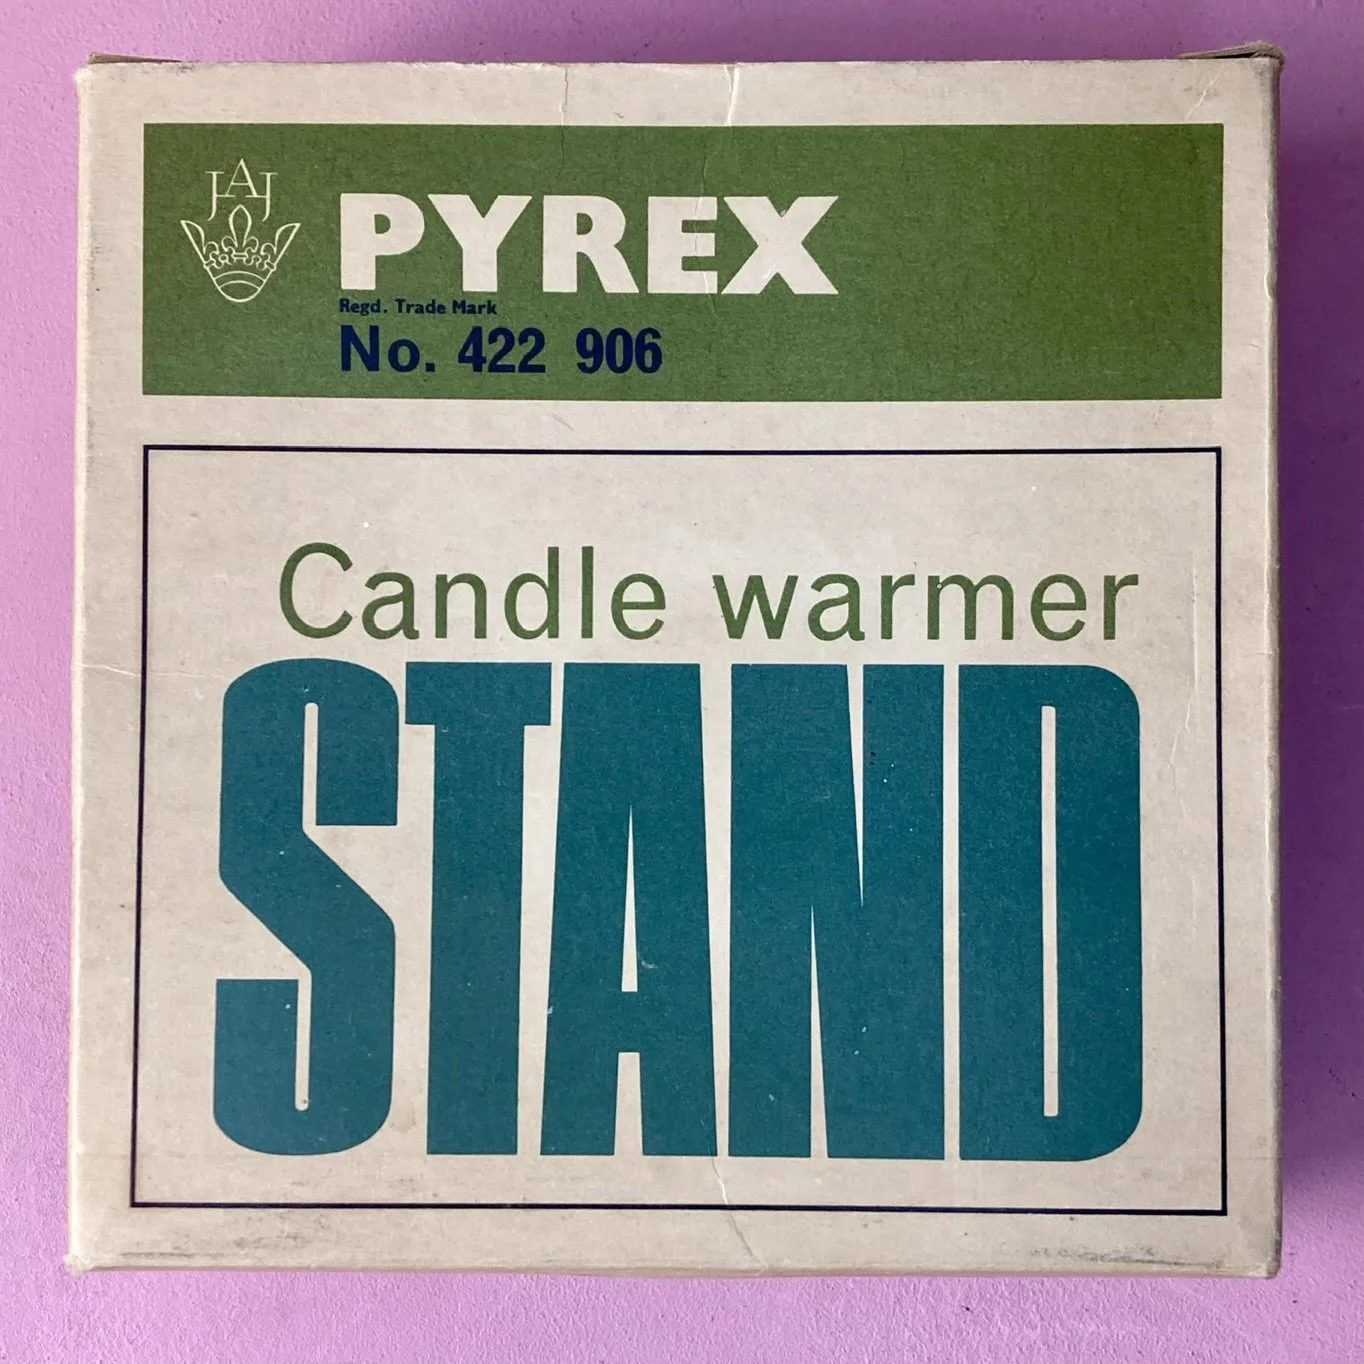 JAJ
PYREX
Regd. Trade Mark
No. 422 906
Candle warmer
STAND